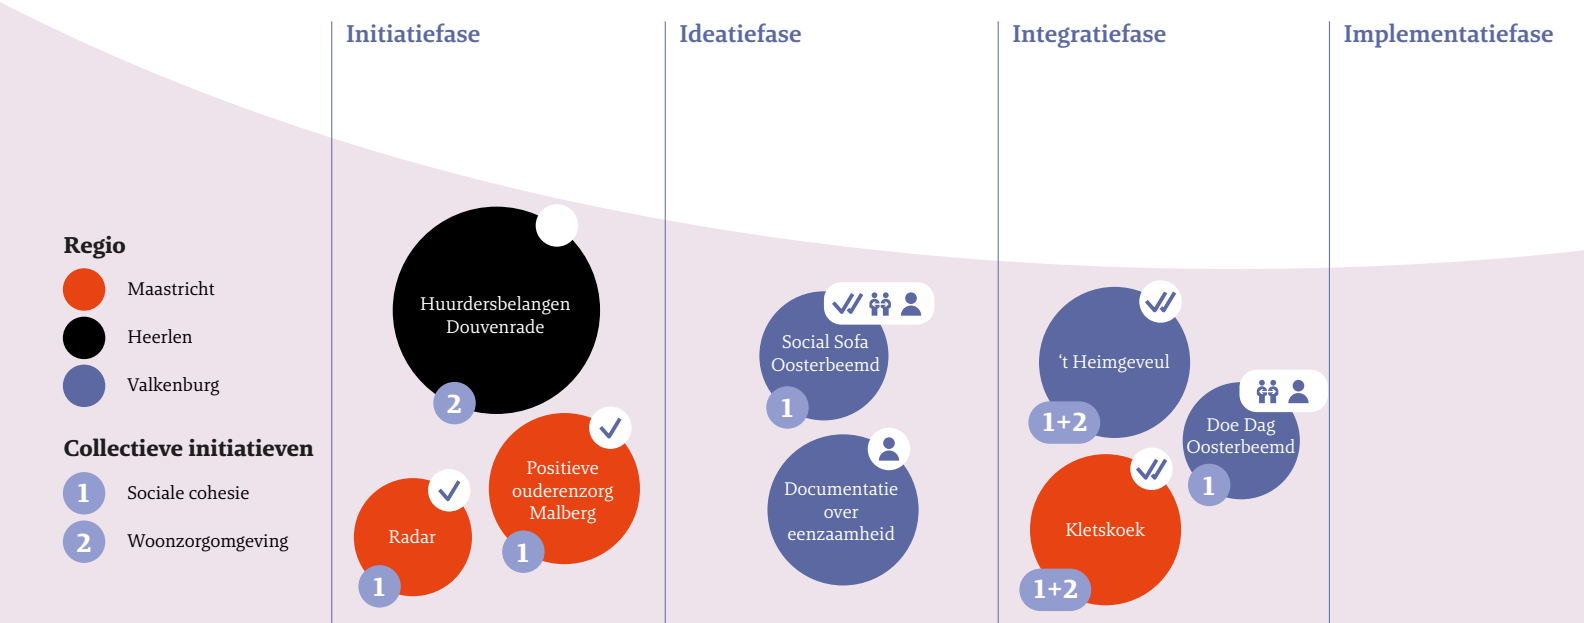 Initiatiefase
Ideatiefase
Integratiefase
Implementatiefase
Regio
Maastricht
Heerlen
Valkenburg
Collectieve initiatieven
1 Sociale cohesie
2 Woonzorgomgeving
Huurdersbelangen
Douvenrade
2
Positieve
ouderenzorg
Malberg
1
Radar
1
Social Sofa
Oosterbeemd
1
Documentatie
over
eenzaamheid
‘t Heimgeveul
1+2
Doe Dag
Oosterbeemd
1
Kletskoek
1+2